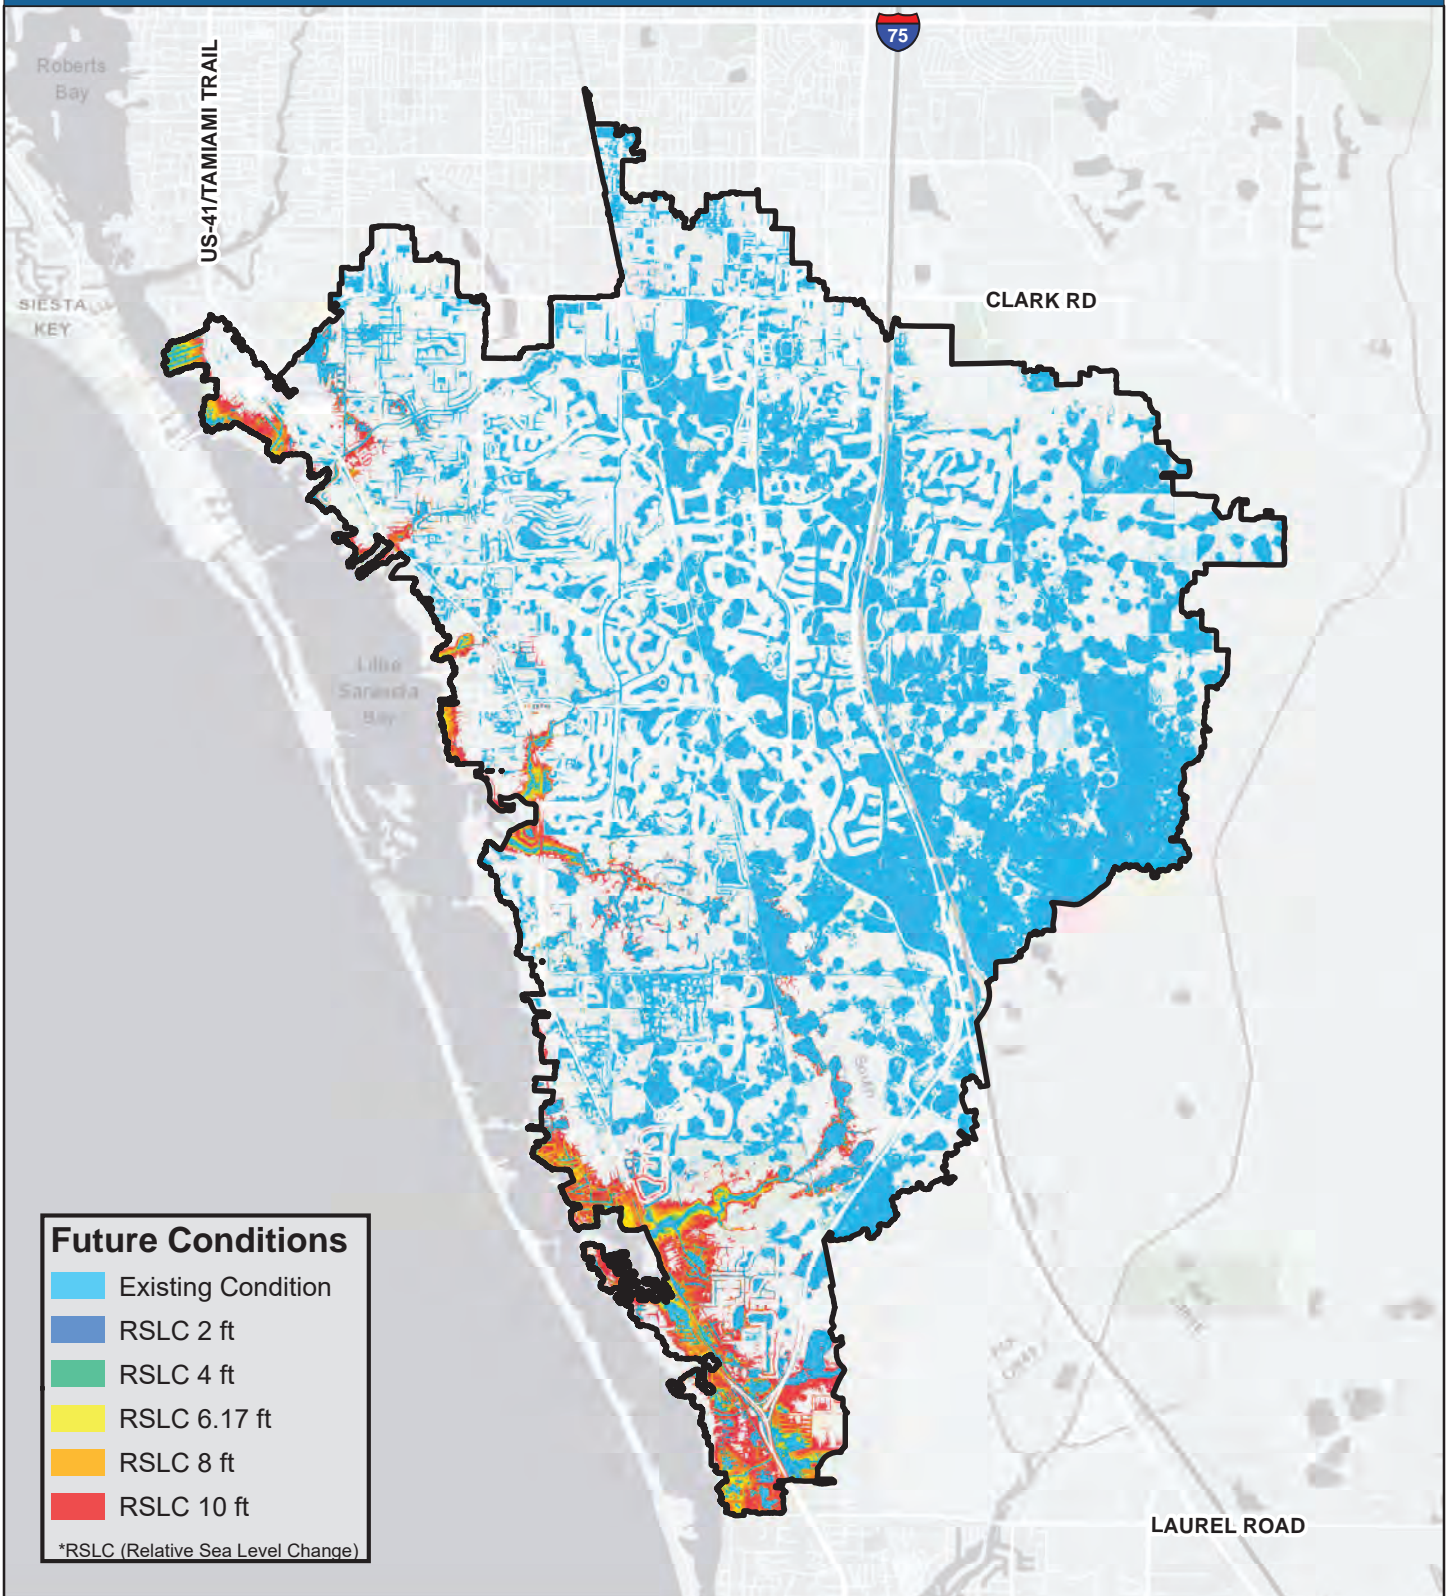 75
Roberts
Bay
US-41/TAMIAMI TRAIL
SIESTA
KEY
CLARK RD
Little
Sarasota
Bay
South
Future Conditions
Existing Condition
RSLC 2 ft
RSLC 4 ft
RSLC 6.17 ft
RSLC 8 ft
RSLC 10 ft
*RSLC (Relative Sea Level Change)
LAUREL ROAD